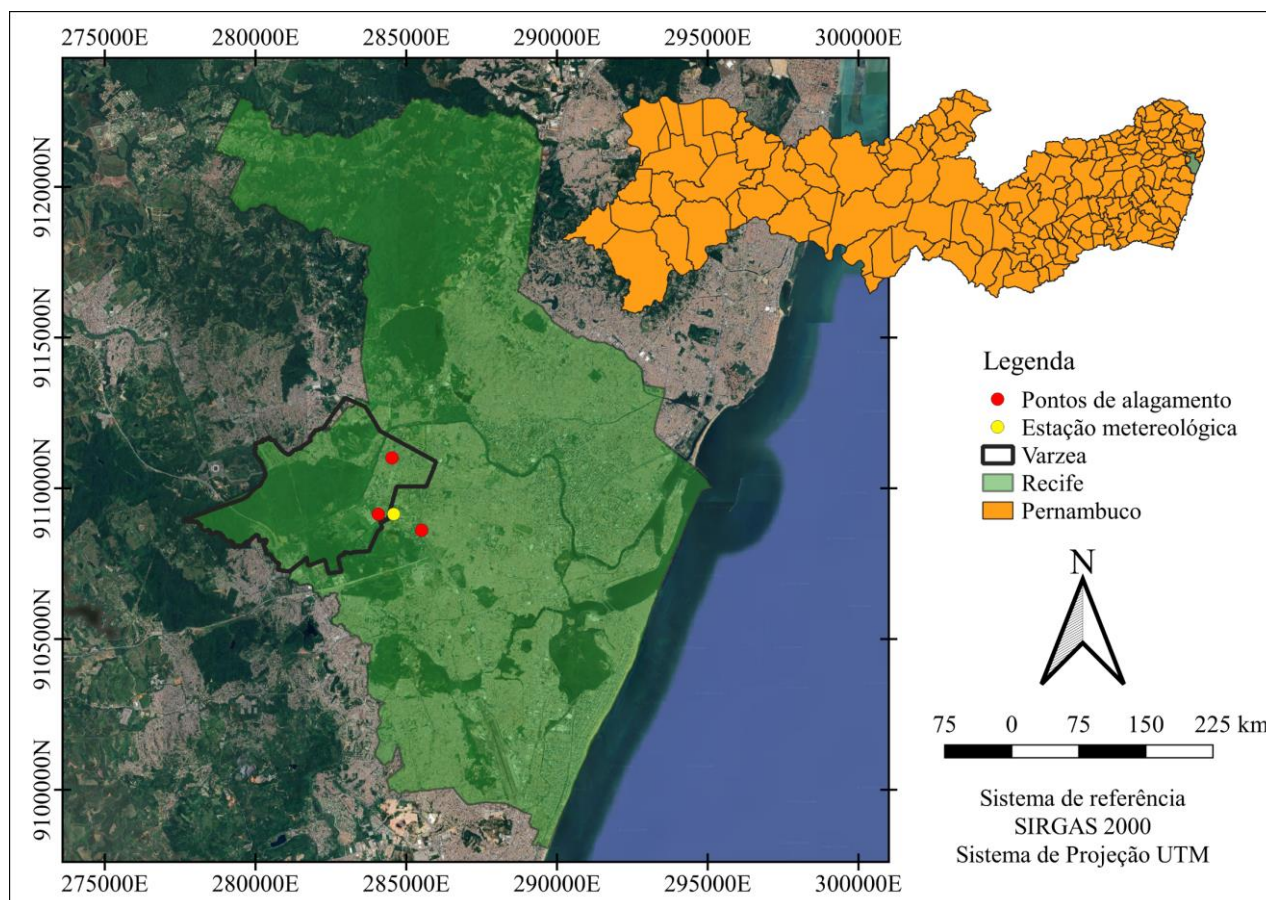 275000E 280000E 285000E 290000E 295000E 300000E
9120000N
9115000N
9110000N
9105000N
9100000N
Legenda
Pontos de alagamento
Estação metereológica
Varzea
Recife
Pernambuco
N
75 0 75 150 225 km
Sistema de referência
SIRGAS 2000
Sistema de Projeção UTM
275000E 280000E 285000E 290000E 295000E 300000E